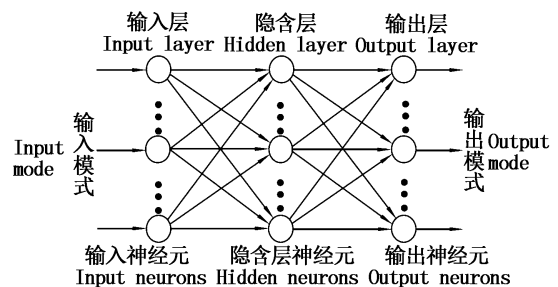 输入层 隐含层 输出层
Input layer Hidden layer Output layer
Input mode
输入模式
输出模式
Output mode
输入神经元 隐含层神经元 输出神经元
Input neurons Hidden neurons Output neurons